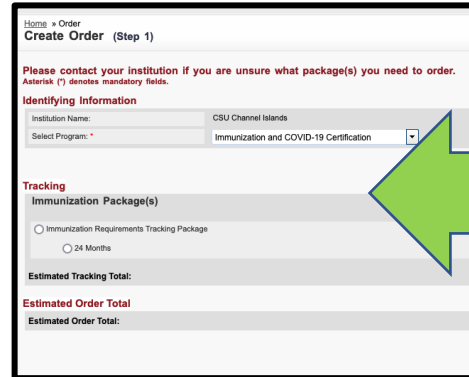 Home » Order
Create Order (Step 1)
Please contact your institution if you are unsure what package(s) you need to order.
Asterisk (*) denotes mandatory fields.
Identifying Information
Institution Name: CSU Channel Islands
Select Program: * Immunization and COVID-19 Certification
Tracking
Immunization Package(s)
Immunization Requirements Tracking Package
24 Months
Estimated Tracking Total:
Estimated Order Total
Estimated Order Total: